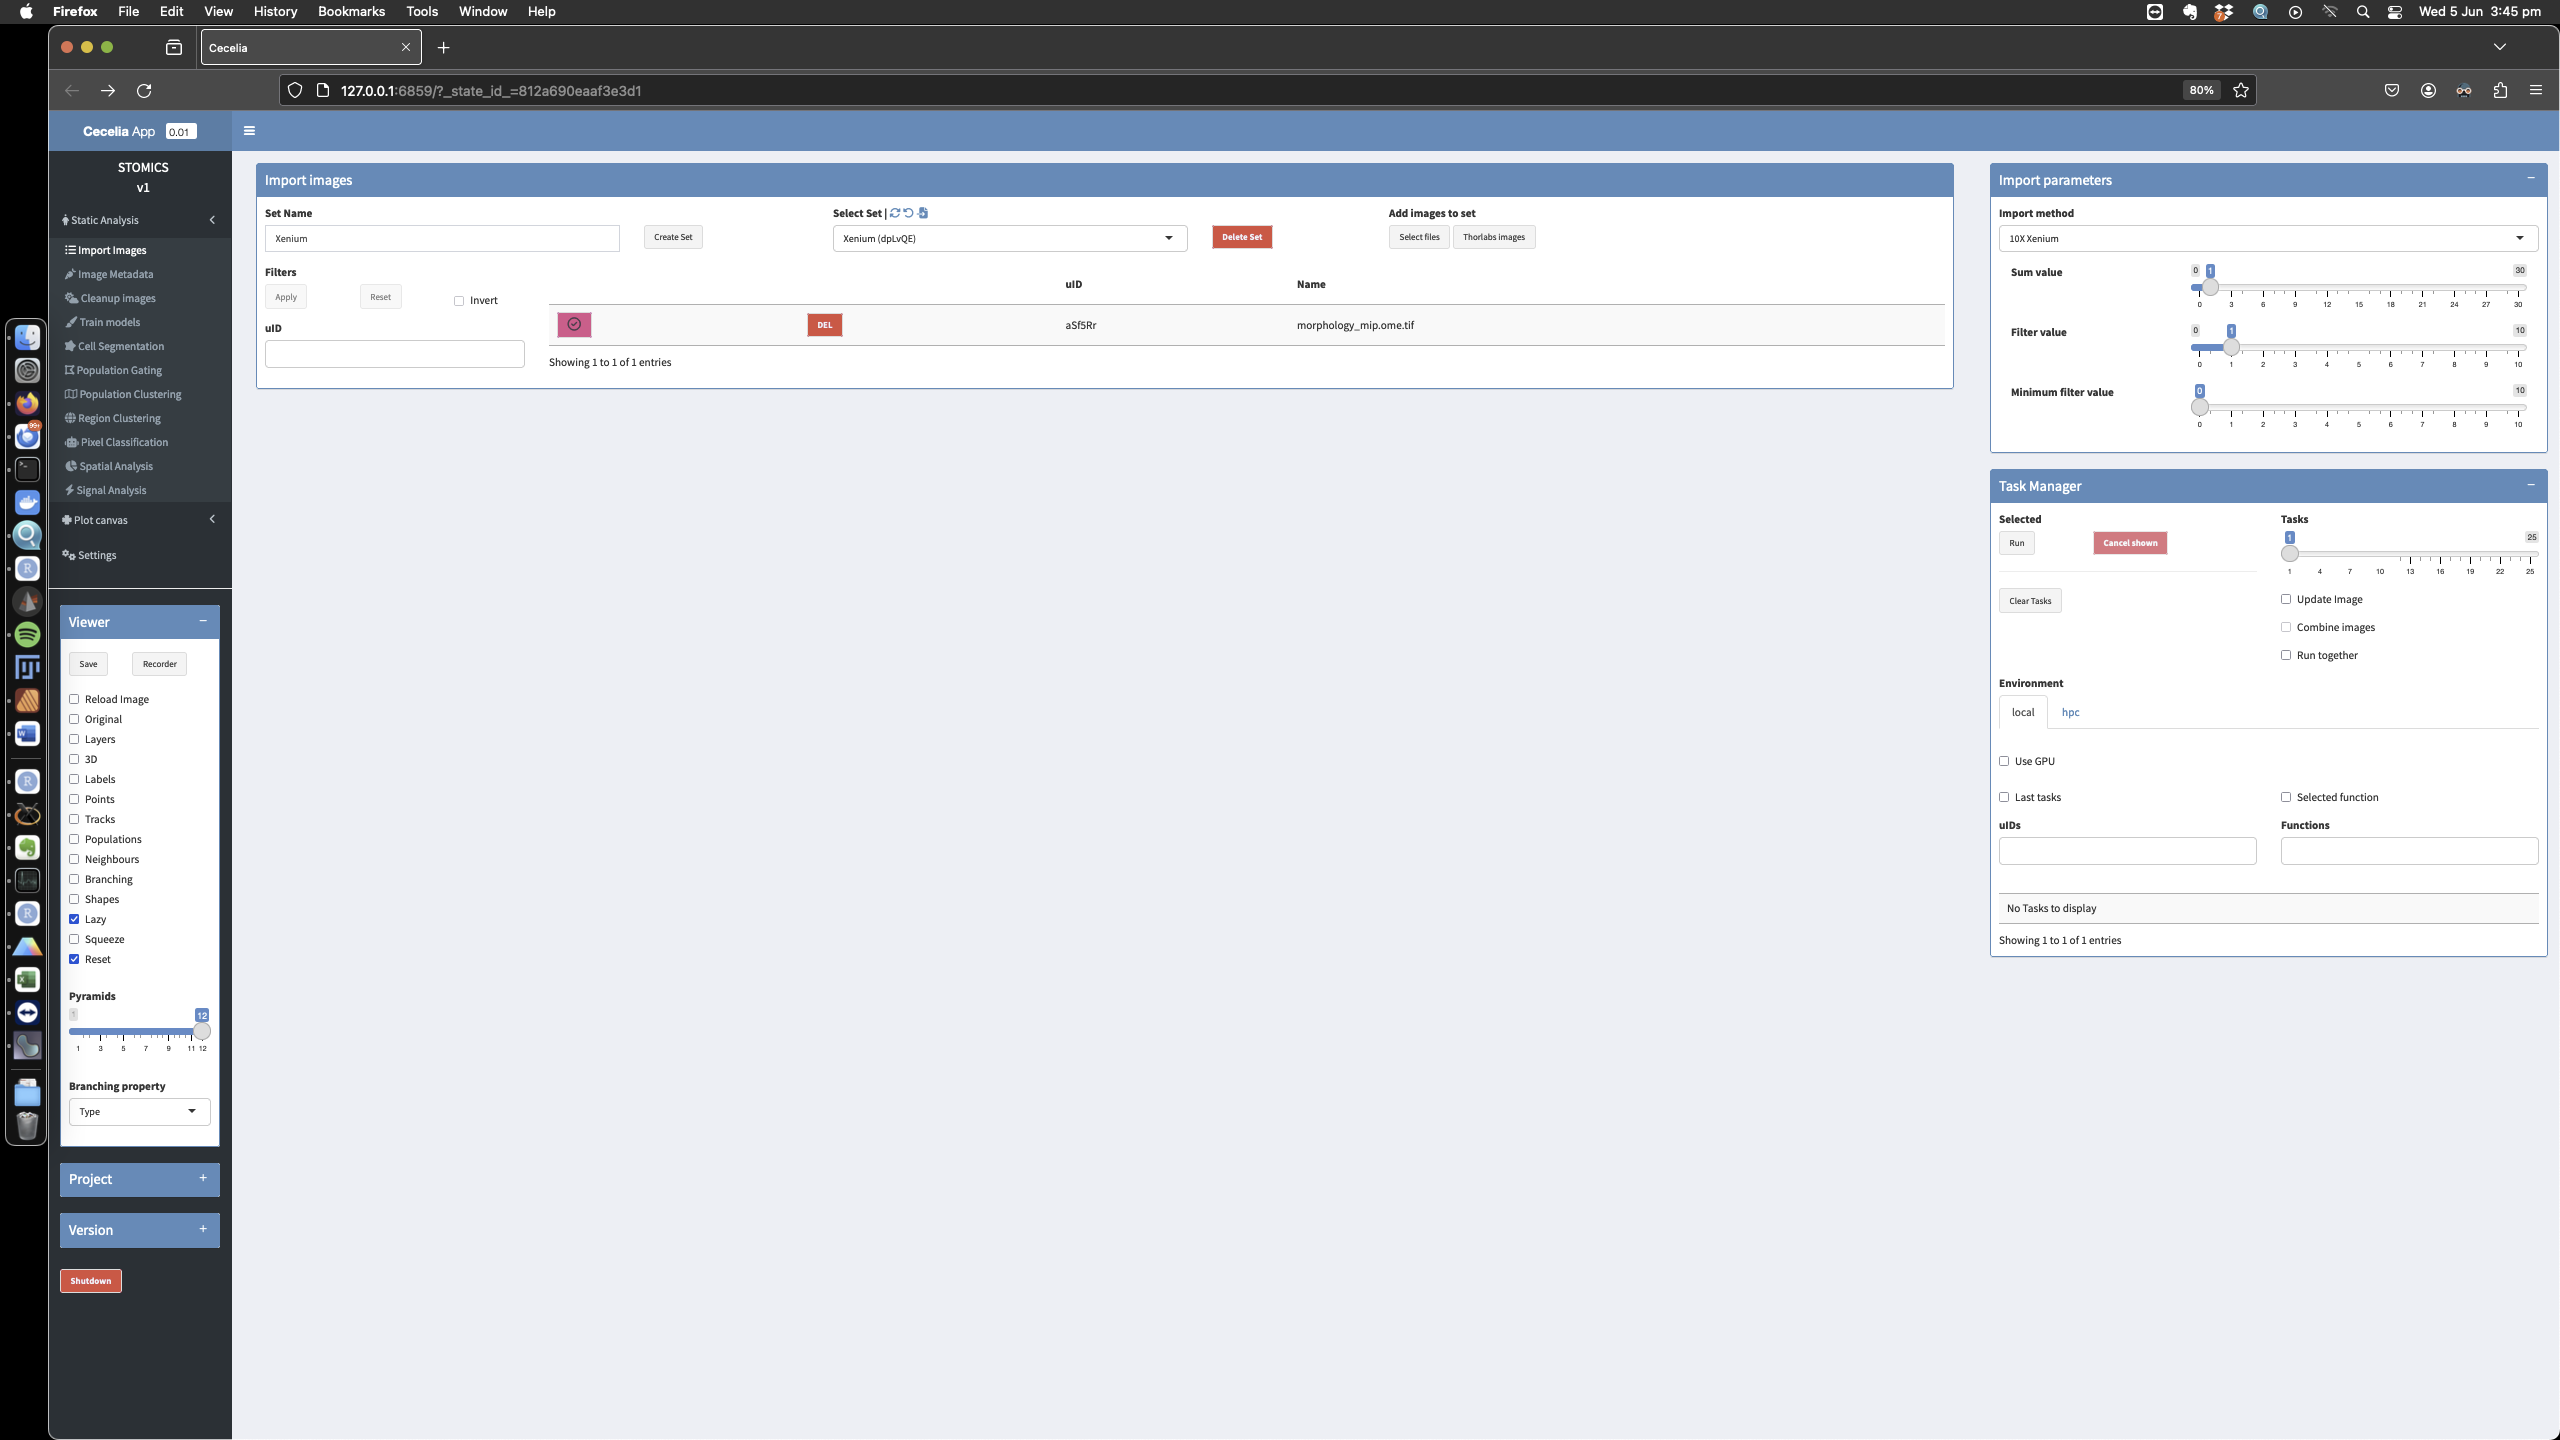 Firefox File Edit View History Bookmarks Tools Window Help
7
Wed 5 Jun 3:45 pm
Cecelia
127.0.0.1:6859/?_state_id_=812a690eaaf3e3d1
80%
Cecelia App 0.01
STOMICS
v1
Static Analysis
Import Images
Image Metadata
Cleanup images
Train models
Cell Segmentation
Population Gating
Population Clustering
Region Clustering
Pixel Classification
Spatial Analysis
Signal Analysis
Plot canvas
Settings
99+
Viewer
Save Recorder
Reload Image
Original
Layers
3D
Labels
Points
Tracks
Populations
Neighbours
Branching
Shapes
Lazy
Squeeze
Reset
Pyramids
1 12
1 3 5 7 9 11 12
Branching property
Type
Project
Version
Shutdown
Import images
Set Name
Xenium
Create Set
Select Set |
Xenium (dpLvQE)
Delete Set
Add images to set
Select files Thorlabs images
Filters
Apply Reset Invert
uID
uID Name
DEL aSf5Rr morphology_mip.ome.tif
Showing 1 to 1 of 1 entries
Import parameters
Import method
10X Xenium
Sum value
0 1 30
0 3 6 9 12 15 18 21 24 27 30
Filter value
0 1 10
0 1 2 3 4 5 6 7 8 9 10
Minimum filter value
0 10
0 1 2 3 4 5 6 7 8 9 10
Task Manager
Selected
Run Cancel shown
Clear Tasks
Tasks
1 25
1 4 7 10 13 16 19 22 25
Update Image
Combine images
Run together
Environment
local hpc
Use GPU
Last tasks Selected function
uIDs Functions
No Tasks to display
Showing 1 to 1 of 1 entries